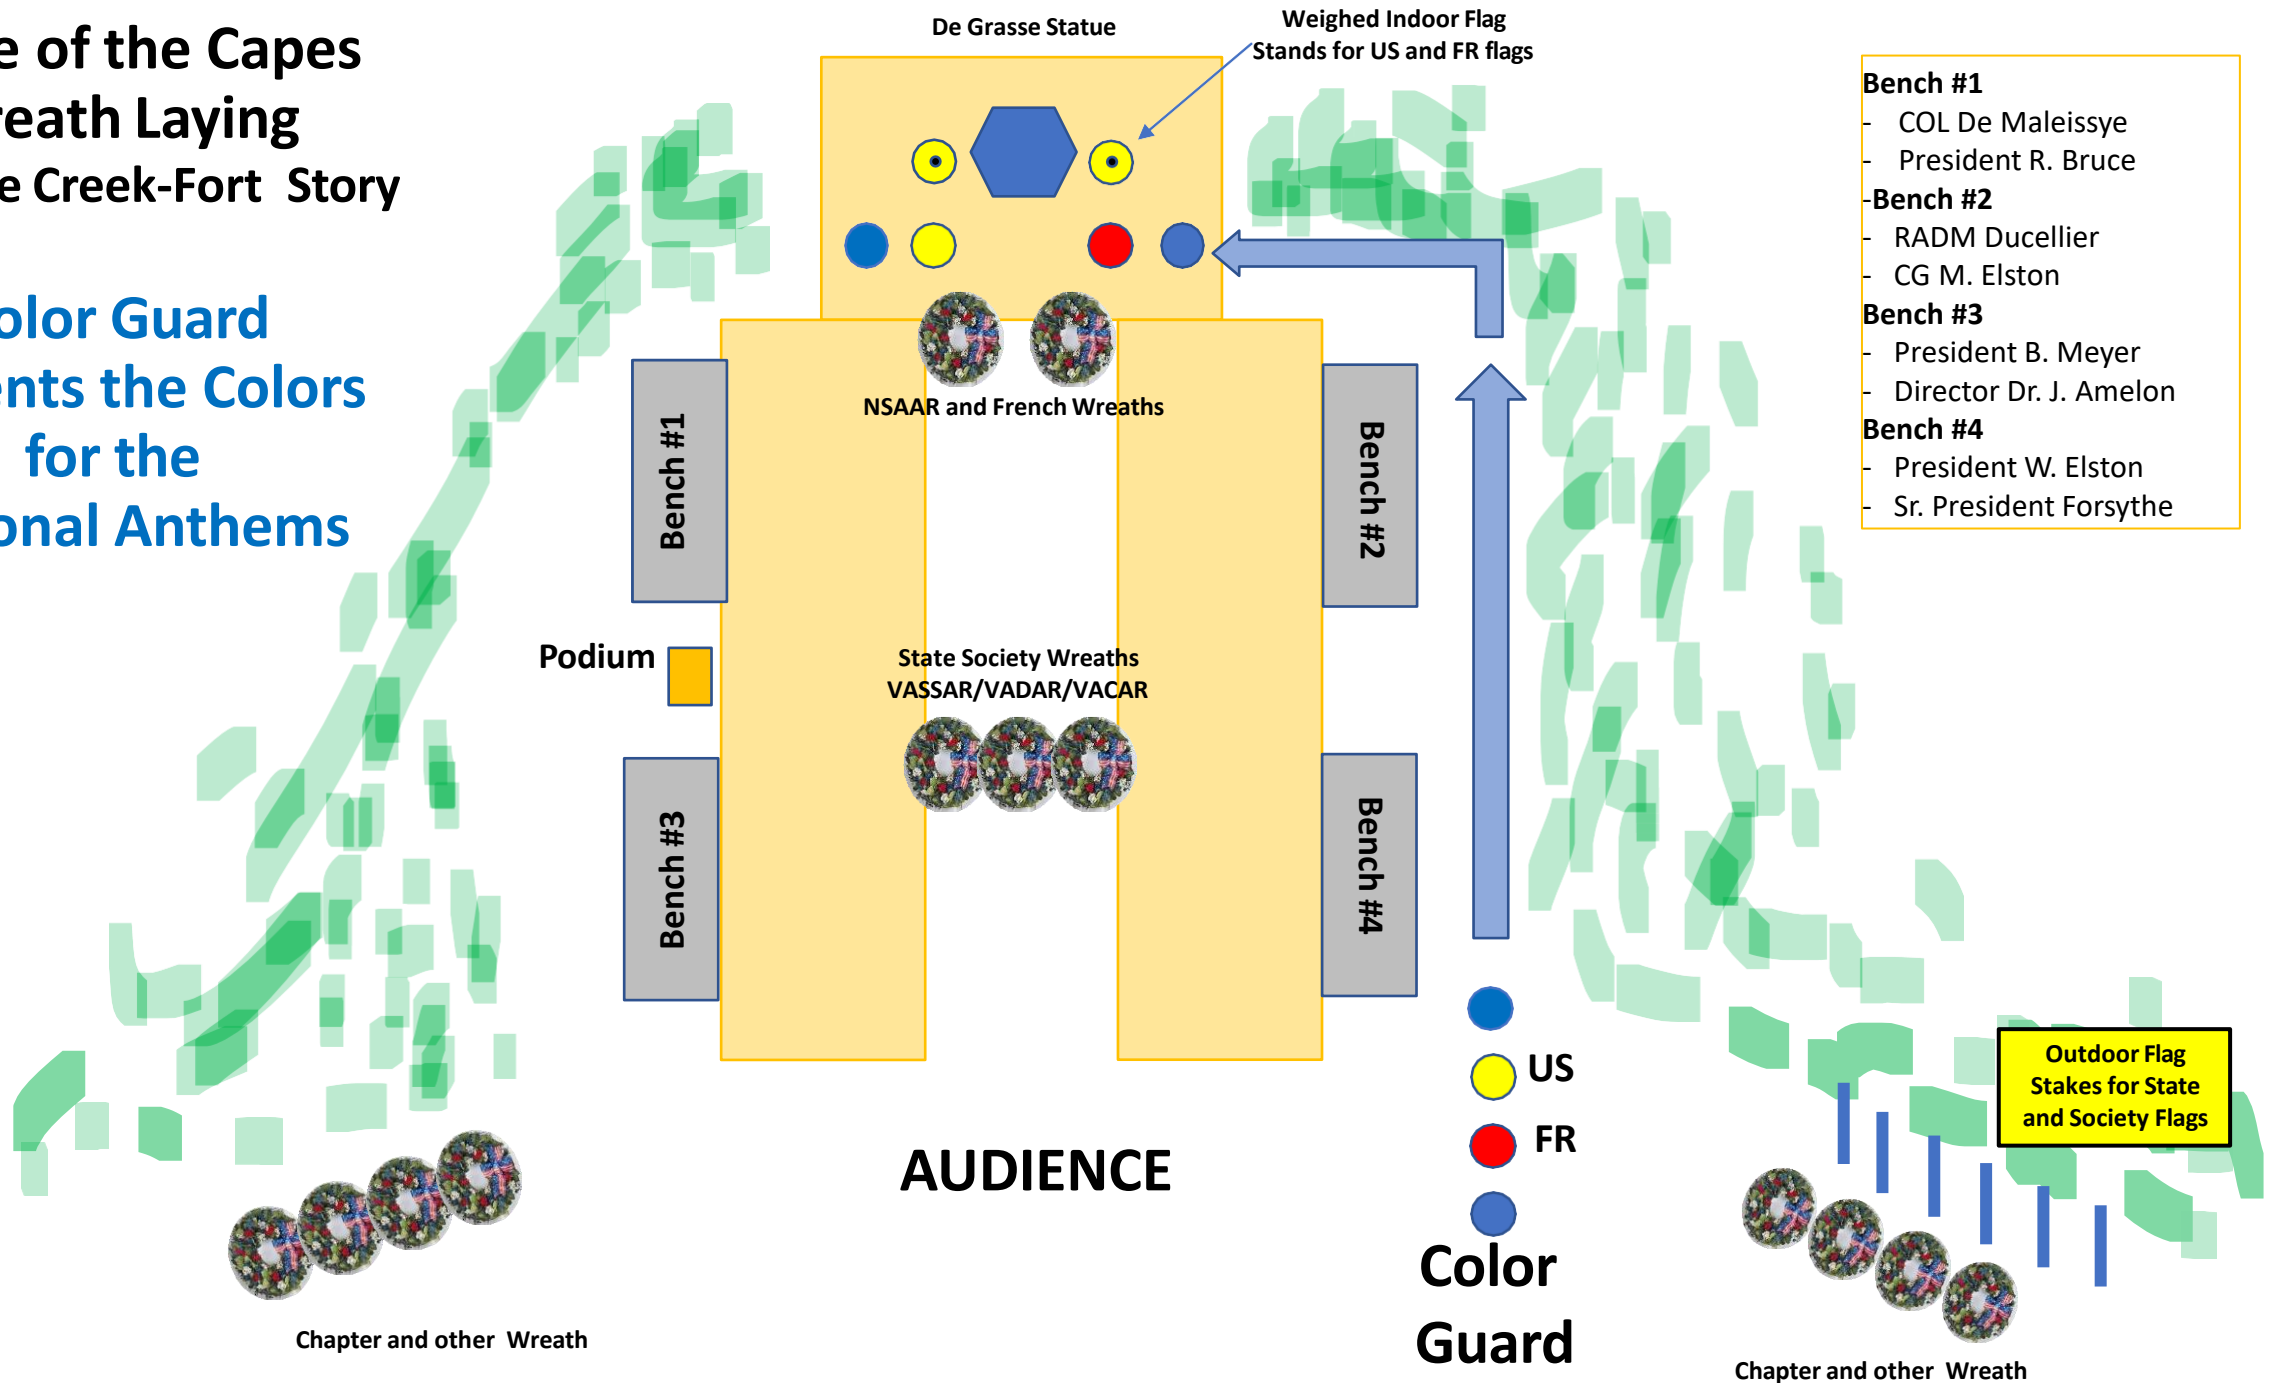 e of the Capes
reath Laying
e Creek-Fort Story
olor Guard
ents the Colors
for the
onal Anthems
De Grasse Statue
Weighed Indoor Flag
Stands for US and FR flags
Bench #1
- COL De Maleissye
- President R. Bruce
-Bench #2
- RADM Ducellier
- CG M. Elston
Bench #3
- President B. Meyer
- Director Dr. J. Amelon
Bench #4
- President W. Elston
- Sr. President Forsythe
NSAAR and French Wreaths
Bench #1
Bench #2
Podium
State Society Wreaths
VASSAR/VADAR/VACAR
Bench #3
Bench #4
US
FR
Color
Guard
AUDIENCE
Outdoor Flag
Stakes for State
and Society Flags
Chapter and other Wreath
Chapter and other Wreath